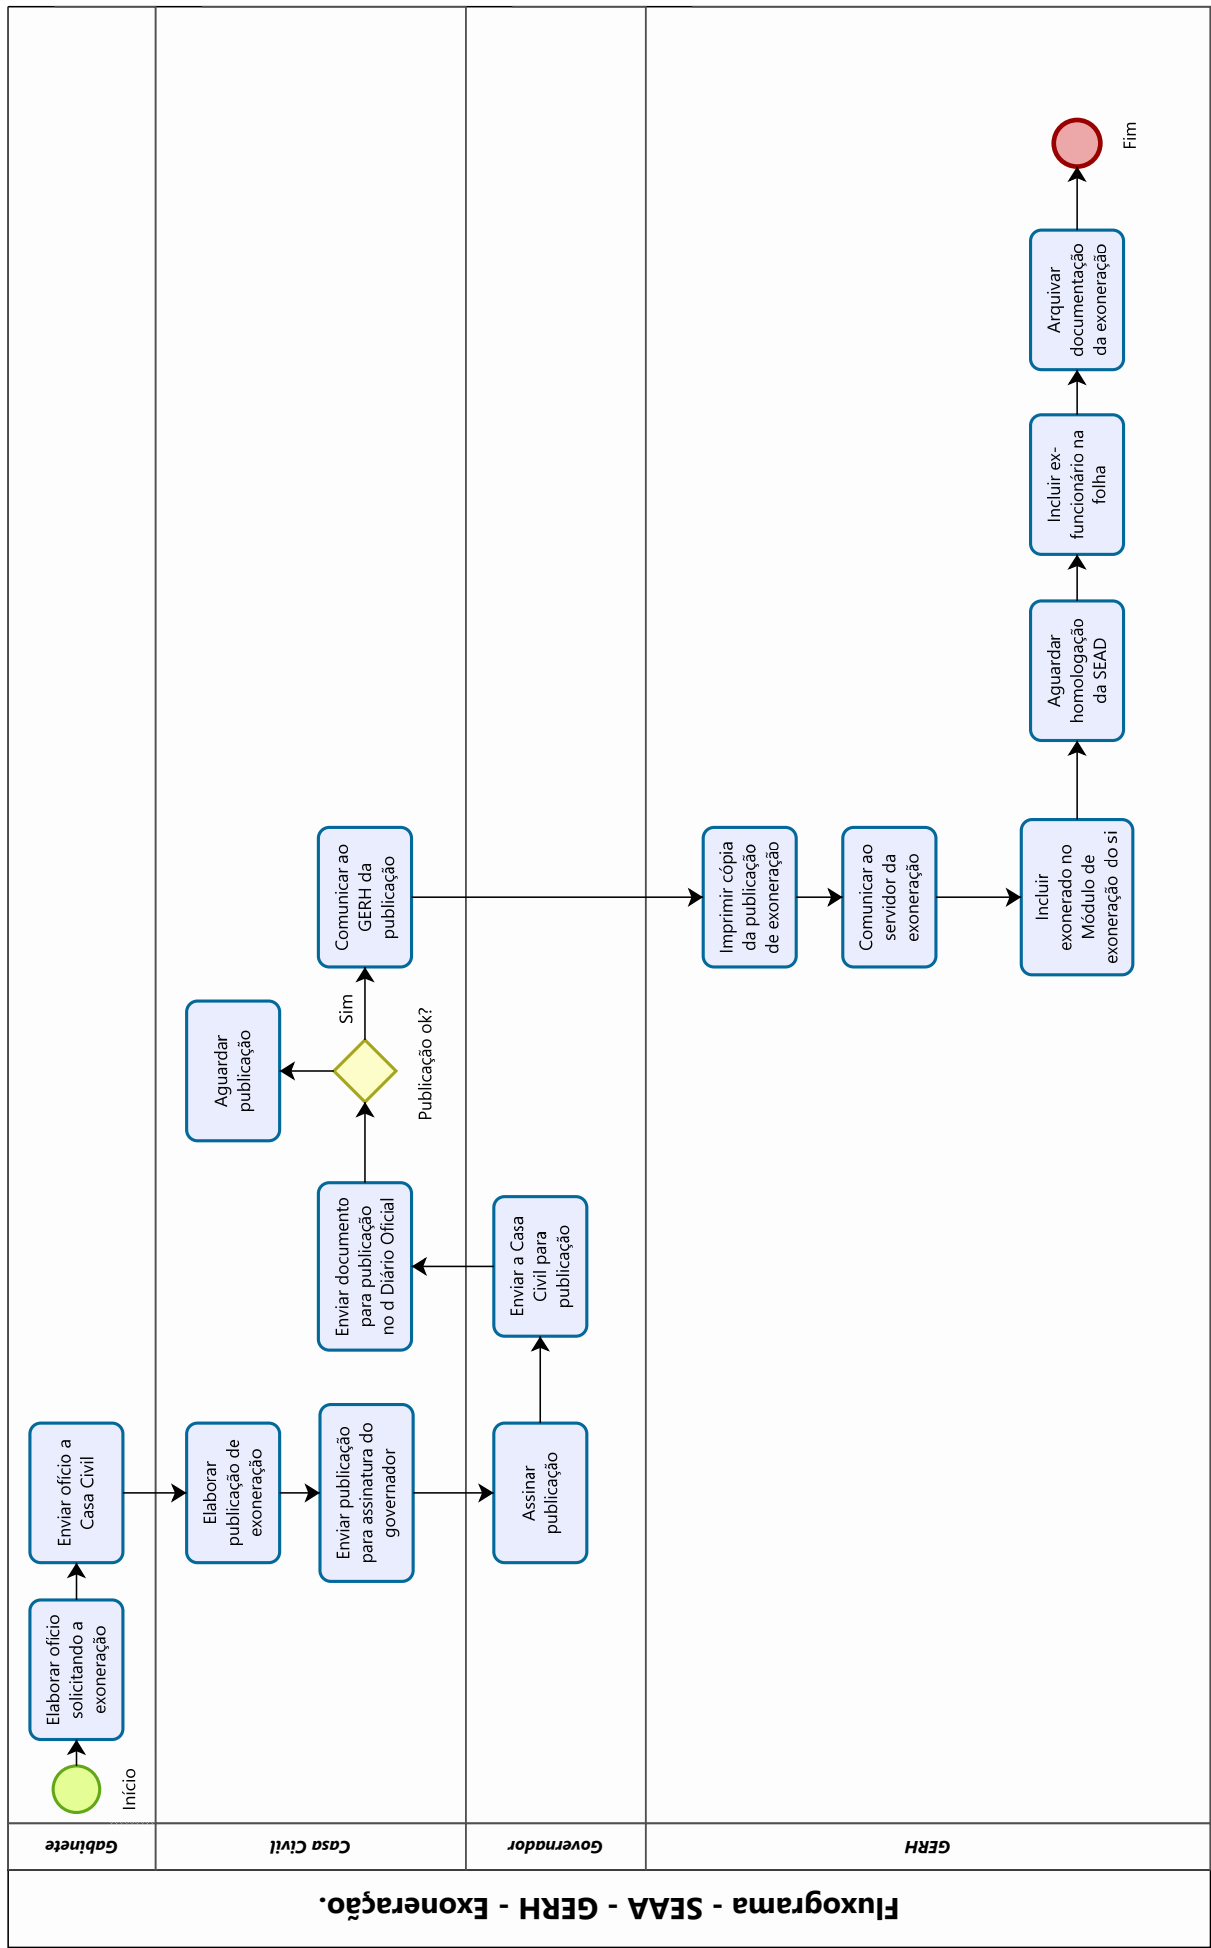 Fluxograma - SEAA - GERH - Exoneração.
Gabinete
Início
Elaborar ofício
solicitando a
exoneração
Enviar ofício a
Casa Civil
Casa Civil
Elaborar
publicação de
exoneração
Enviar publicação
para assinatura do
governador
Governador
Assinar
publicação
Enviar a Casa
Civil para
publicação
Enviar documento
para publicação
no d Diário Oficial
Publicação ok?
Aguardar
publicação
Sim
Comunicar ao
GERH da
publicação
GERH
Imprimir cópia
da publicação
de exoneração
Comunicar ao
servidor da
exoneração
Incluir
exonerado no
Módulo de
exoneração do si
Aguardar
homologação
da SEAD
Incluir ex-
funcionário na
folha
Arquivar
documentação
da exoneração
Fim